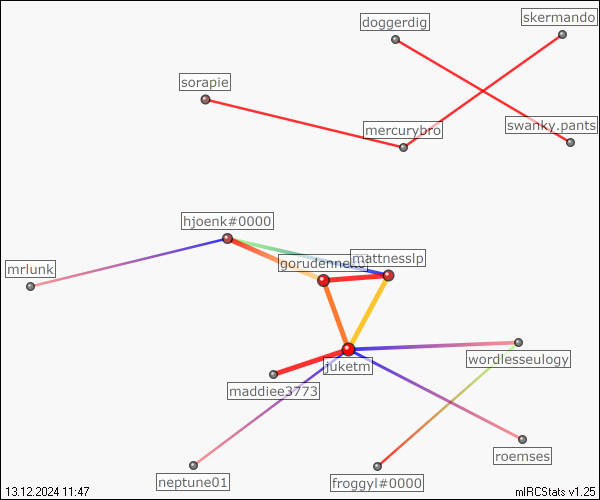 skermando
doggerdig
sorapie
mercurybro
swanky.pants
hjoenk#0000
mattnesslp
mrlunk
wordlesseulogy
juketm
maddiee3773
roemses
neptune01
froggyl#0000
13.12.2024 11:47
mIRCStats v1.25